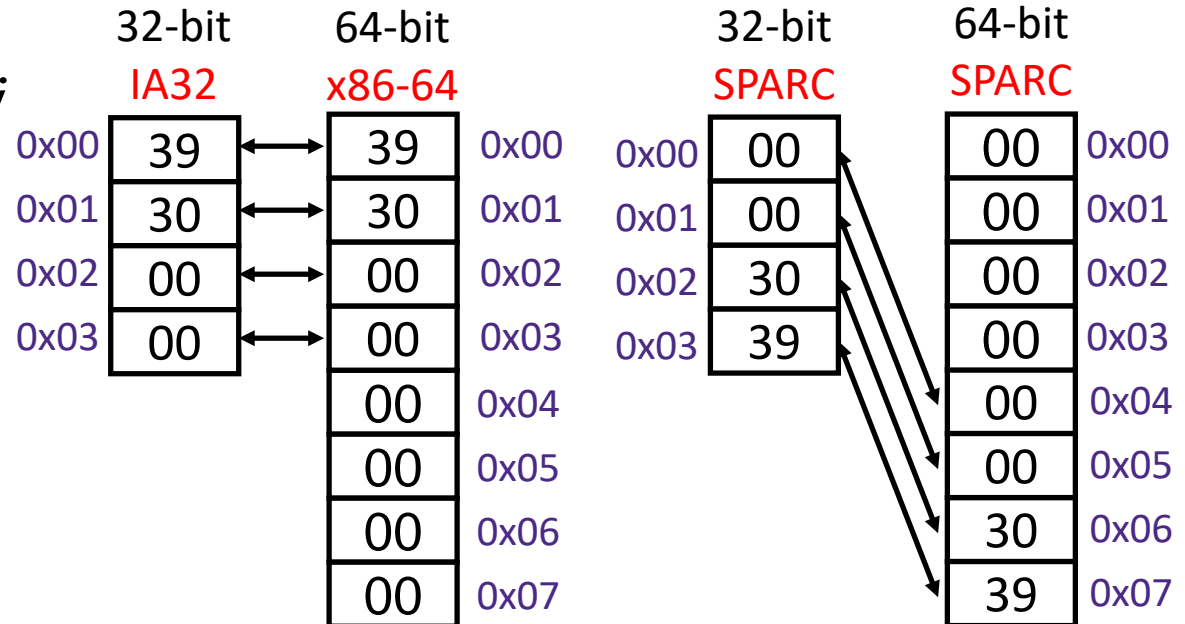 32-bit 64-bit 32-bit 64-bit
; IA32 x86-64 SPARC SPARC
0x00 39 39 0x00 0x00 00 00 0x00
0x01 30 30 0x01 0x01 00 00 0x01
0x02 00 00 0x02 0x02 30 00 0x02
0x03 00 00 0x03 0x03 39 00 0x03
00 0x04 00 0x04
00 0x05 00 0x05
00 0x06 30 0x06
00 0x07 39 0x07